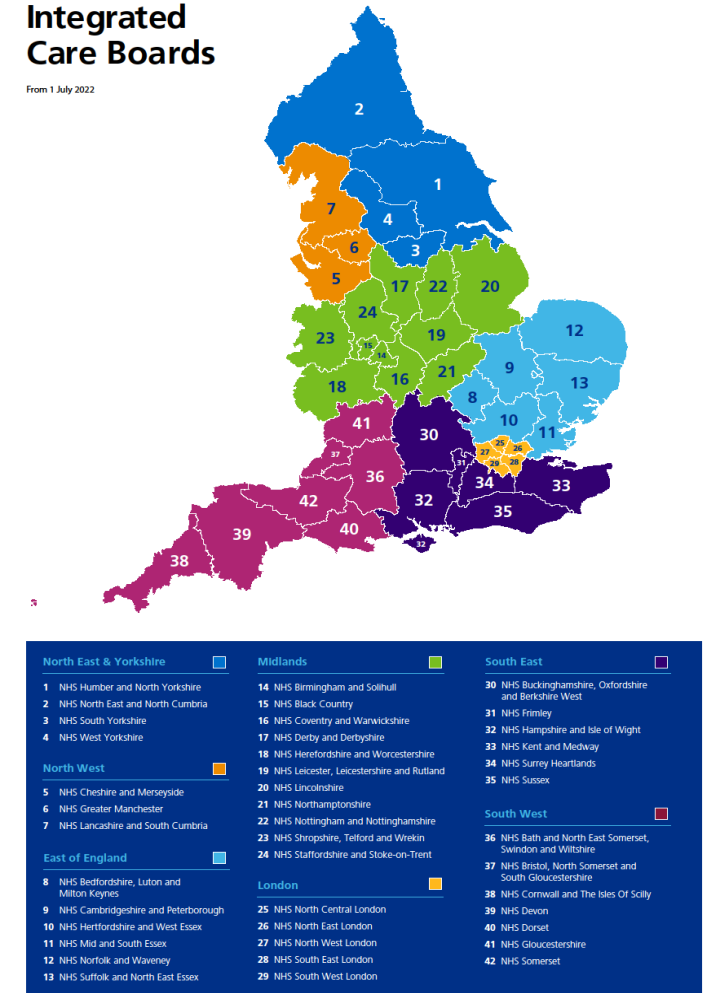 Integrated
Care Boards
From 1 July 2022
2
1
7
4
6
3
5
17
22
20
24
12
23
15
14
19
9
18
16
21
13
8
41
30
10
11
25
26
27
37
31
29
28
36
34
33
42
32
35
39
40
38
32
North East & Yorkshire
1 NHS Humber and North Yorkshire
2 NHS North East and North Cumbria
3 NHS South Yorkshire
4 NHS West Yorkshire
North West
5 NHS Cheshire and Merseyside
6 NHS Greater Manchester
7 NHS Lancashire and South Cumbria
East of England
8 NHS Bedfordshire, Luton and
Milton Keynes
9 NHS Cambridgeshire and Peterborough
10 NHS Hertfordshire and West Essex
11 NHS Mid and South Essex
12 NHS Norfolk and Waveney
13 NHS Suffolk and North East Essex
Midlands
14 NHS Birmingham and Solihull
15 NHS Black Country
16 NHS Coventry and Warwickshire
17 NHS Derby and Derbyshire
18 NHS Herefordshire and Worcestershire
19 NHS Leicester, Leicestershire and Rutland
20 NHS Lincolnshire
21 NHS Northamptonshire
22 NHS Nottingham and Nottinghamshire
23 NHS Shropshire, Telford and Wrekin
24 NHS Staffordshire and Stoke-on-Trent
London
25 NHS North Central London
26 NHS North East London
27 NHS North West London
28 NHS South East London
29 NHS South West London
South East
30 NHS Buckinghamshire, Oxfordshire
and Berkshire West
31 NHS Frimley
32 NHS Hampshire and Isle of Wight
33 NHS Kent and Medway
34 NHS Surrey Heartlands
35 NHS Sussex
South West
36 NHS Bath and North East Somerset,
Swindon and Wiltshire
37 NHS Bristol, North Somerset and
South Gloucestershire
38 NHS Cornwall and The Isles Of Scilly
39 NHS Devon
40 NHS Dorset
41 NHS Gloucestershire
42 NHS Somerset